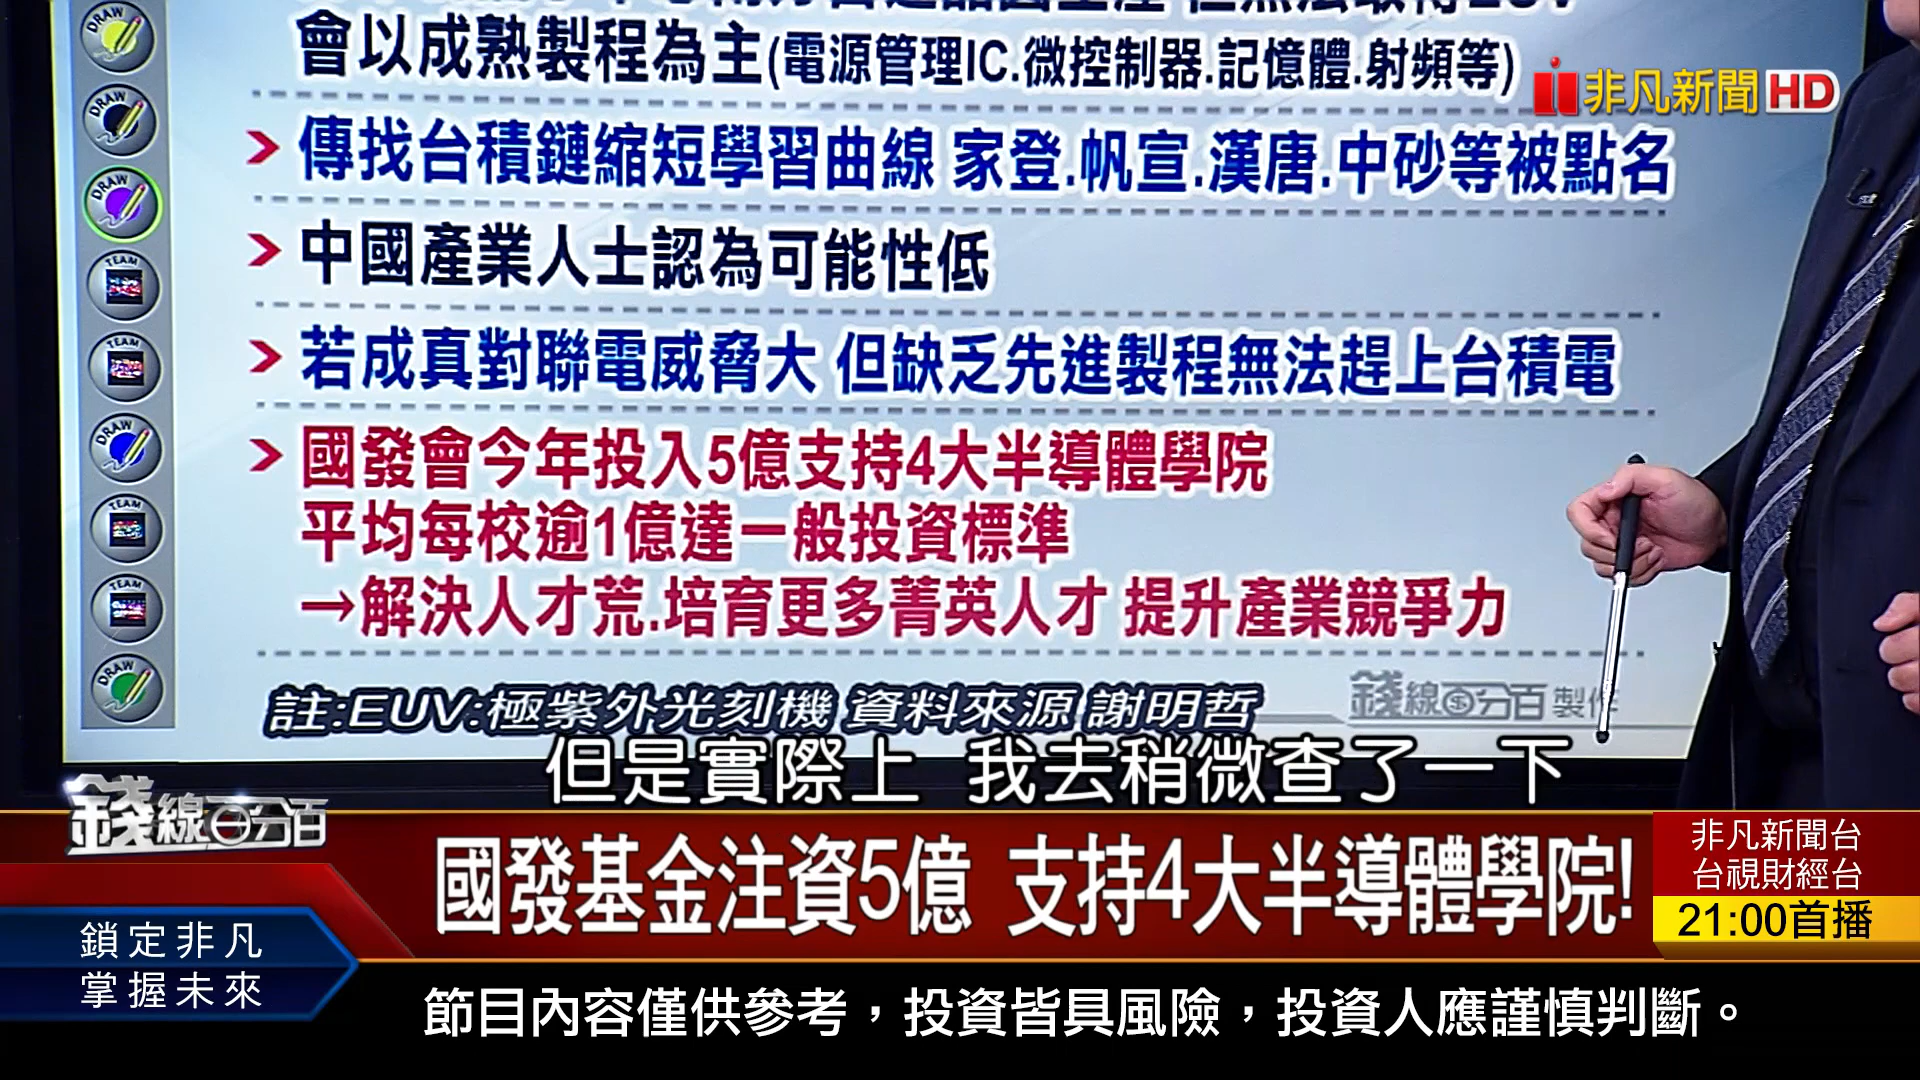 會以成熟製程為主(電源管理IC.微控制器.記憶體.射頻等)
非凡新聞HD
傳找台積鏈縮短學習曲線 家登.帆宣.漢唐.中砂等被點名
中國產業人士認為可能性低
若成真對聯電威脅大 但缺乏先進製程無法趕上台積電
國發會今年投入5億支持4大半導體學院
平均每校逾1億達一般投資標準
→解決人才荒.培育更多菁英人才 提升產業競爭力
註:EUV:極紫外光刻機 資料來源 謝明哲
錢線百分百製作
DRAW
DRAW
DRAW
TEAM
TEAM
DRAW
TEAM
TEAM
DRAW
但是實際上 我去稍微查了一下
錢線百分百
國發基金注資5億 支持4大半導體學院!
非凡新聞台
台視財經台
21:00首播
鎖定非凡
掌握未來
節目內容僅供參考，投資皆具風險，投資人應謹慎判斷。